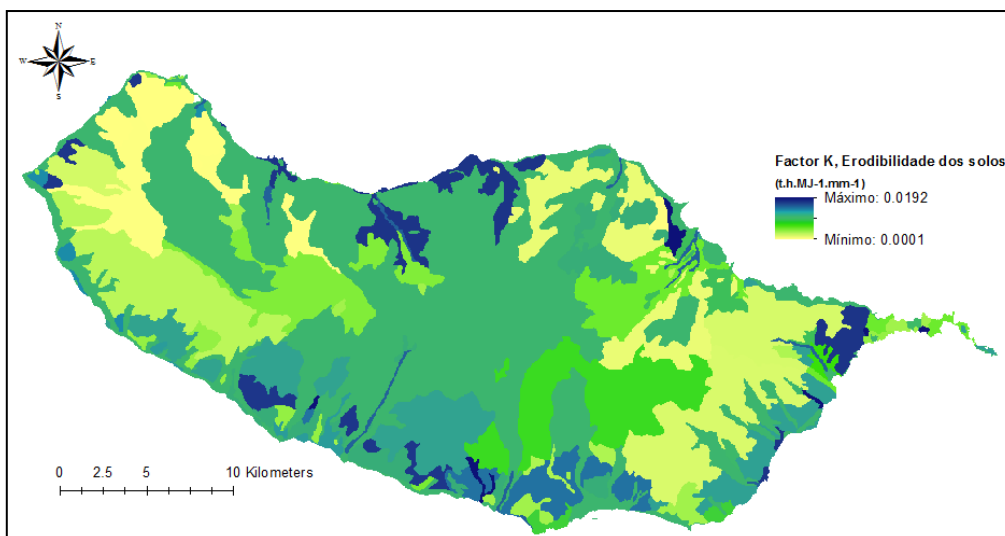 N
W E
S
Factor K, Erodibilidade dos solos
(t.h.MJ-1.mm-1)
Máximo: 0.0192
Mínimo: 0.0001
0 2.5 5 10 Kilometers